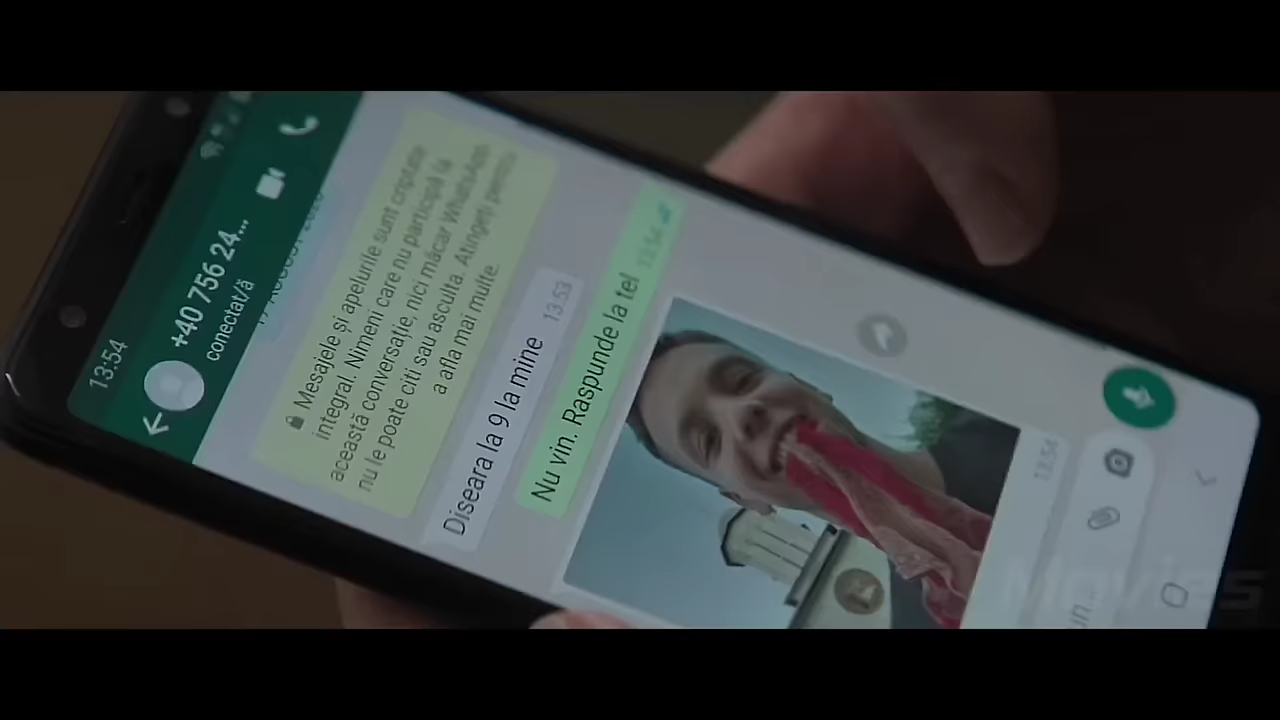 13:54
+40 756 24...
conectat/ă
Mesajele și apelurile sunt criptate
integral. Nimeni care nu participă la
această conversație, nici măcar WhatsApp
nu le poate citi sau asculta. Atingeți pentru
a afla mai multe.
Diseara la 9 la mine 13:53
Nu vin. Raspunde la tel 13:54
13:54
Movies